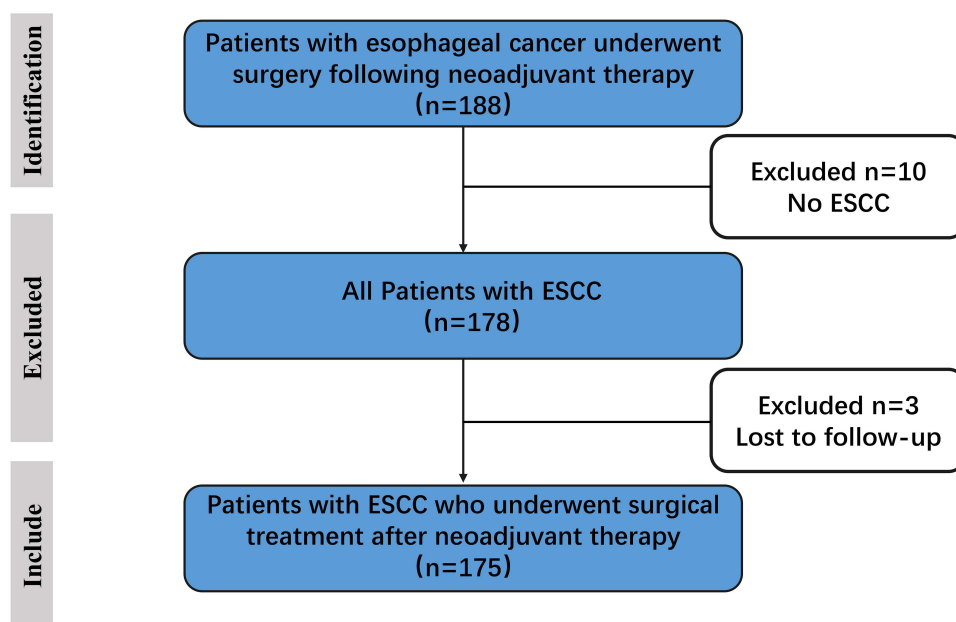 Identification
Patients with esophageal cancer underwent
surgery following neoadjuvant therapy
(n=188)
Excluded n=10
No ESCC
Excluded
All Patients with ESCC
(n=178)
Excluded n=3
Lost to follow-up
Include
Patients with ESCC who underwent surgical
treatment after neoadjuvant therapy
(n=175)